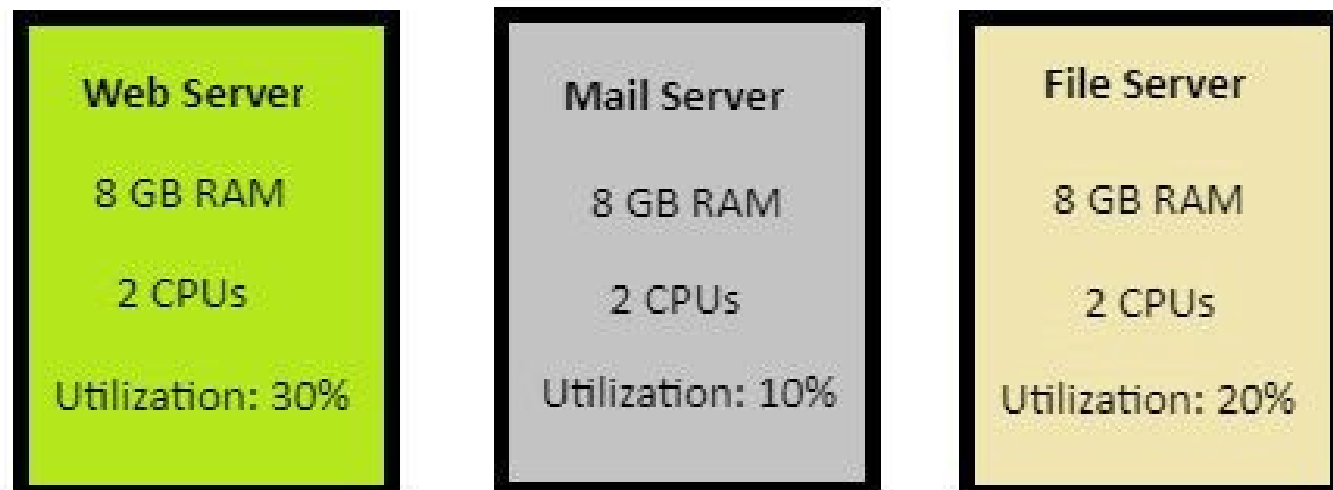 Web Server
8 GB RAM
2 CPUs
Utilization: 30%
Mail Server
8 GB RAM
2 CPUs
Utilization: 10%
File Server
8 GB RAM
2 CPUs
Utilization: 20%